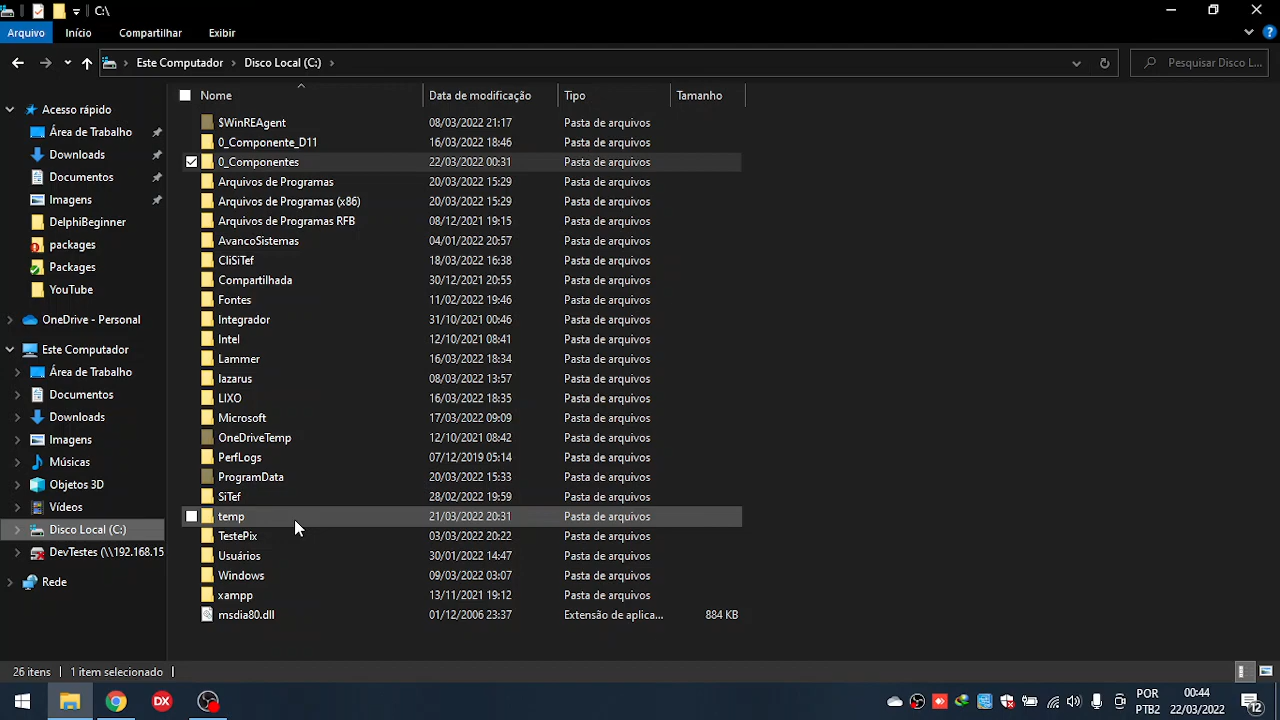 C:\
Arquivo Início Compartilhar Exibir
Este Computador Disco Local (C:)
Pesquisar Disco L...
Nome Data de modificação Tipo Tamanho
$WinREAgent 08/03/2022 21:17 Pasta de arquivos
0_Componente_D11 16/03/2022 18:46 Pasta de arquivos
0_Componentes 22/03/2022 00:31 Pasta de arquivos
Arquivos de Programas 20/03/2022 15:29 Pasta de arquivos
Arquivos de Programas (x86) 20/03/2022 15:29 Pasta de arquivos
Arquivos de Programas RFB 08/12/2021 19:15 Pasta de arquivos
AvancoSistemas 04/01/2022 20:57 Pasta de arquivos
CliSiTef 18/03/2022 16:38 Pasta de arquivos
Compartilhada 30/12/2021 20:55 Pasta de arquivos
Fontes 11/02/2022 19:46 Pasta de arquivos
Integrador 31/10/2021 00:46 Pasta de arquivos
Intel 12/10/2021 08:41 Pasta de arquivos
Lammer 16/03/2022 18:34 Pasta de arquivos
lazarus 08/03/2022 13:57 Pasta de arquivos
LIXO 16/03/2022 18:35 Pasta de arquivos
Microsoft 17/03/2022 09:09 Pasta de arquivos
OneDriveTemp 12/10/2021 08:42 Pasta de arquivos
PerfLogs 07/12/2019 05:14 Pasta de arquivos
ProgramData 20/03/2022 15:33 Pasta de arquivos
SiTef 28/02/2022 19:59 Pasta de arquivos
temp 21/03/2022 20:31 Pasta de arquivos
TestePix 03/03/2022 20:22 Pasta de arquivos
Usuários 30/01/2022 14:47 Pasta de arquivos
Windows 09/03/2022 03:07 Pasta de arquivos
xampp 13/11/2021 19:12 Pasta de arquivos
msdia80.dll 01/12/2006 23:37 Extensão de aplica... 884 KB
Acesso rápido
Área de Trabalho
Downloads
Documentos
Imagens
DelphiBeginner
packages
Packages
YouTube
OneDrive - Personal
Este Computador
Área de Trabalho
Documentos
Downloads
Imagens
Músicas
Objetos 3D
Vídeos
Disco Local (C:)
DevTestes (\\192.168.15
Rede
26 itens 1 item selecionado
DX
POR
PTB2
00:44
22/03/2022
12